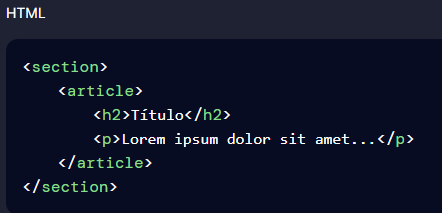 HTML
<section>
<article>
<h2>Título</h2>
<p>Lorem ipsum dolor sit amet...</p>
</article>
</section>